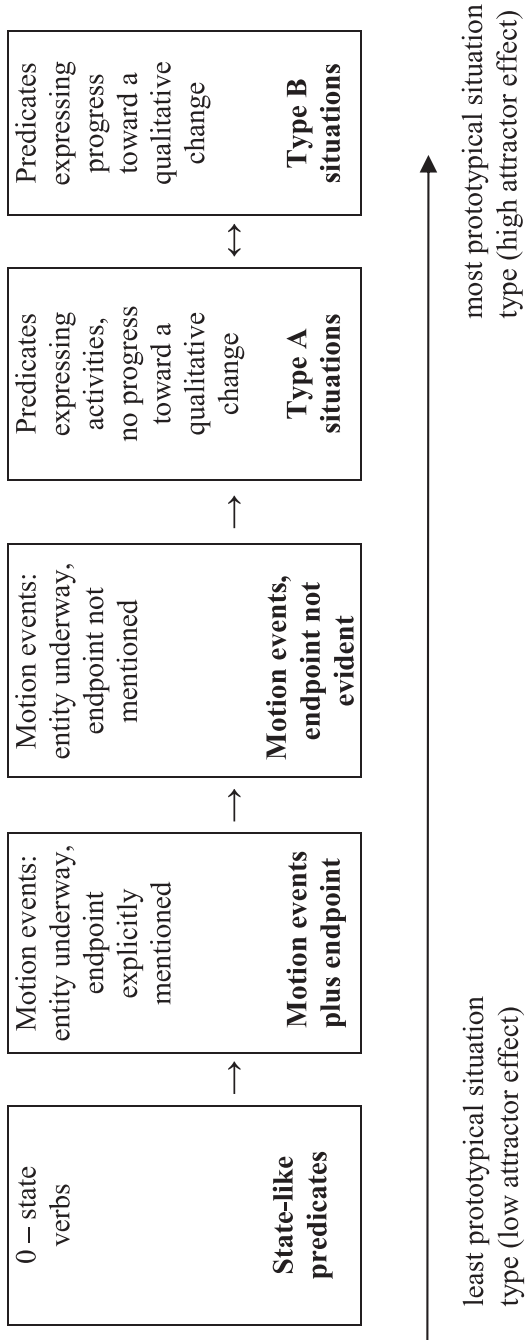 0 – state
verbs
State-like
predicates
→
Motion events:
entity underway,
endpoint
explicitly
mentioned
Motion events
plus endpoint
→
Motion events:
entity underway,
endpoint not
mentioned
Motion events,
endpoint not
evident
→
Predicates
expressing
activities,
no progress
toward a
qualitative
change
Type A
situations
↔
Predicates
expressing
progress
toward a
qualitative
change
Type B
situations
least prototypical situation
type (low attractor effect)
most prototypical situation
type (high attractor effect)